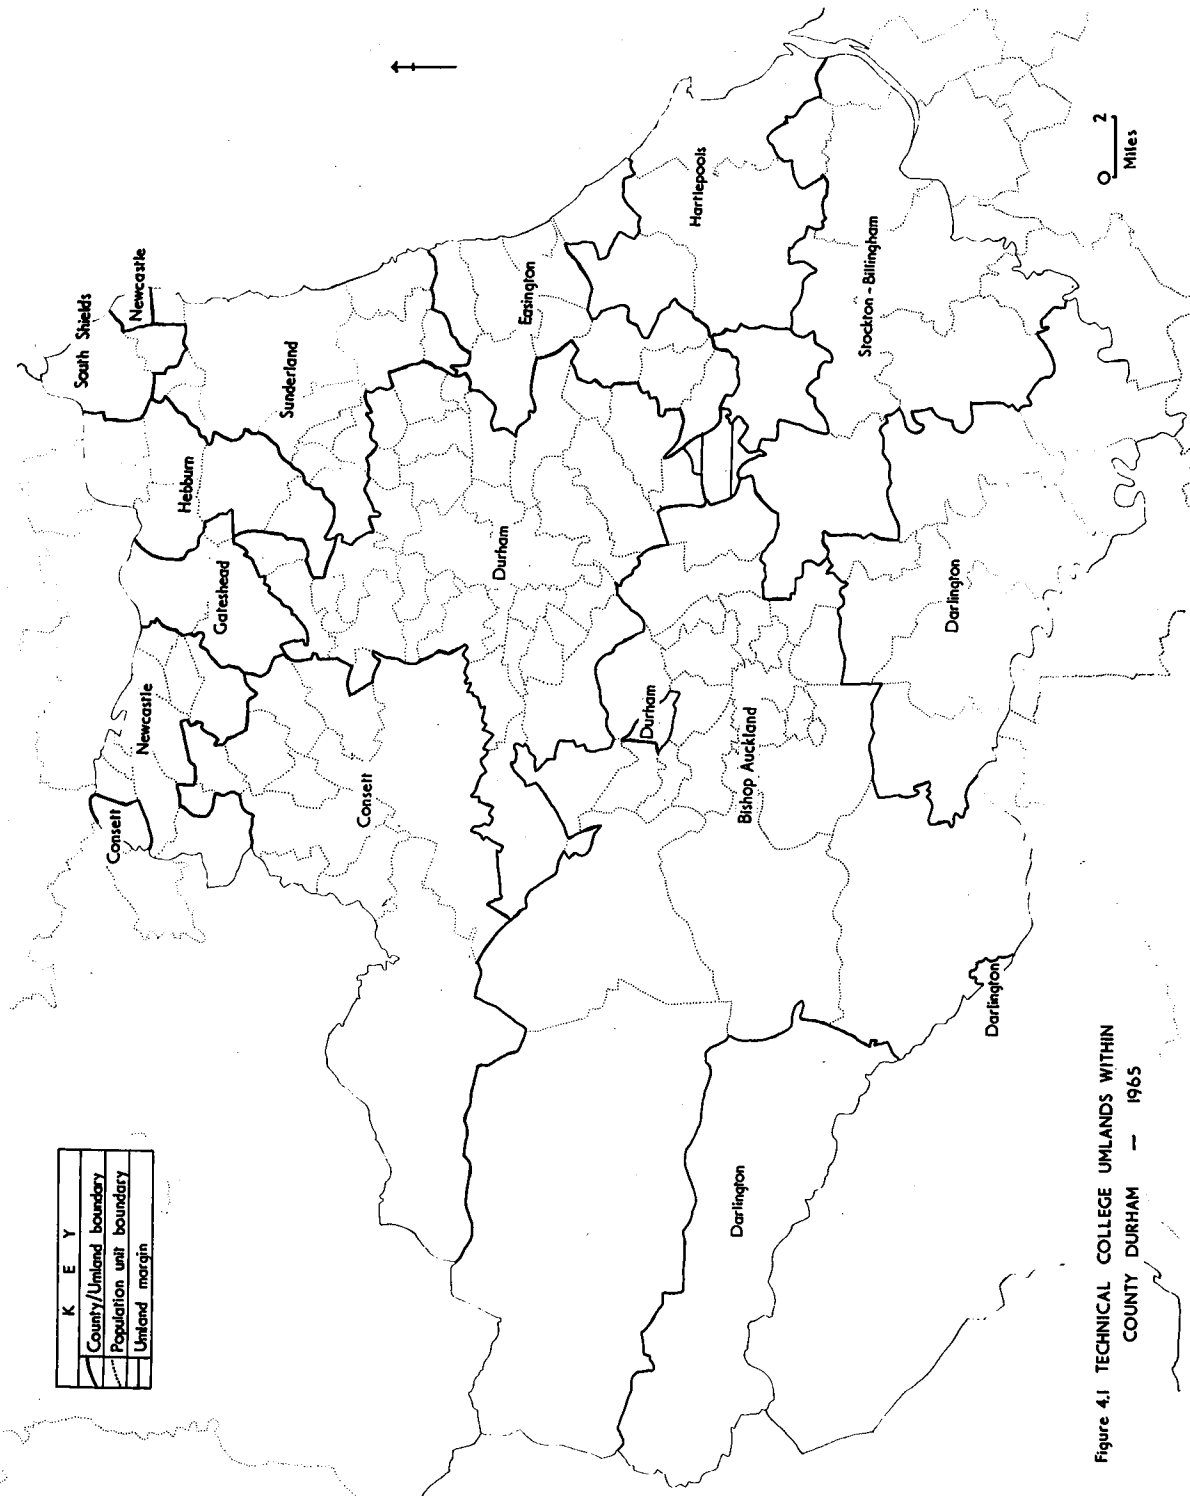 K E Y
County/Umland boundary
Population unit boundary
Umland margin
South Shields
Newcastle
Hebburn
Sunderland
Gateshead
Newcastle
Consett
Consett
Durham
Easington
Hartlepools
Durham
Bishop Auckland
Stockton - Billingham
Darlington
Darlington
Darlington
0 2
Miles
Figure 4.1 TECHNICAL COLLEGE UMLANDS WITHIN
COUNTY DURHAM — 1965